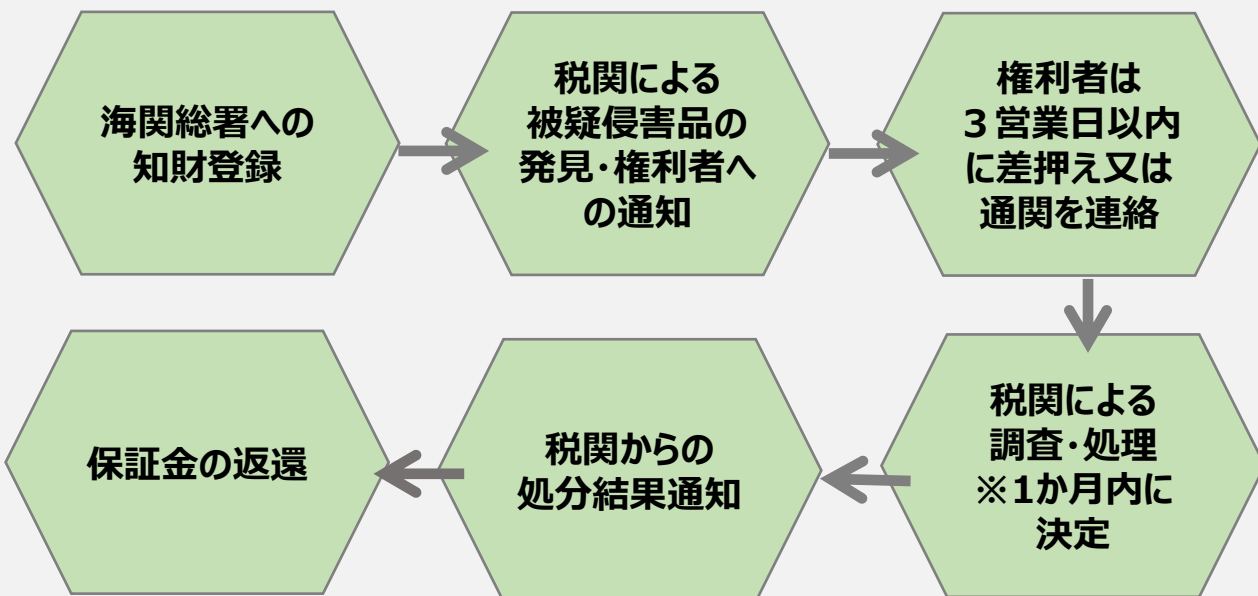 海関総署への
知財登録
税関による
被疑侵害品の
発見・権利者へ
の通知
権利者は
３営業日以内
に差押え又は
通関を連絡
税関による
調査・処理
※1か月内に
決定
税関からの
処分結果通知
保証金の返還